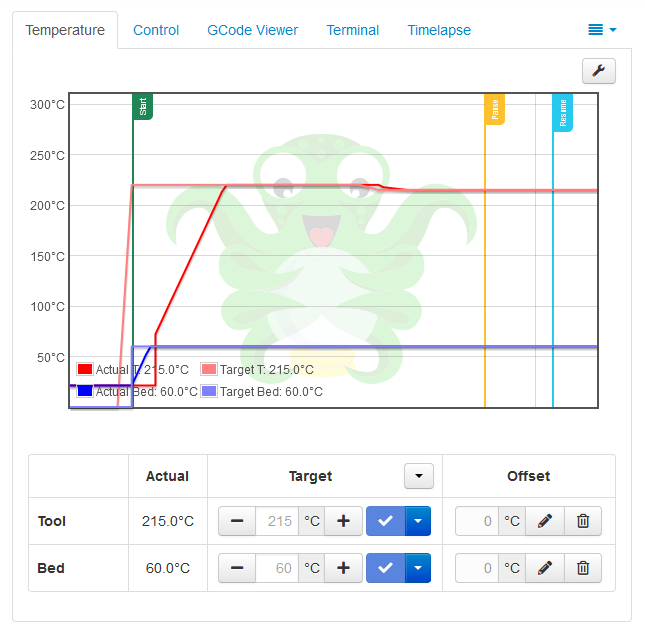 Temperature Control GCode Viewer Terminal Timelapse
Start Pause Resume
300°C
250°C
200°C
150°C
100°C
50°C
Actual T: 215.0°C Target T: 215.0°C
Actual Bed: 60.0°C Target Bed: 60.0°C
Actual Target Offset
Tool 215.0°C 215 °C 0 °C
Bed 60.0°C 60 °C 0 °C